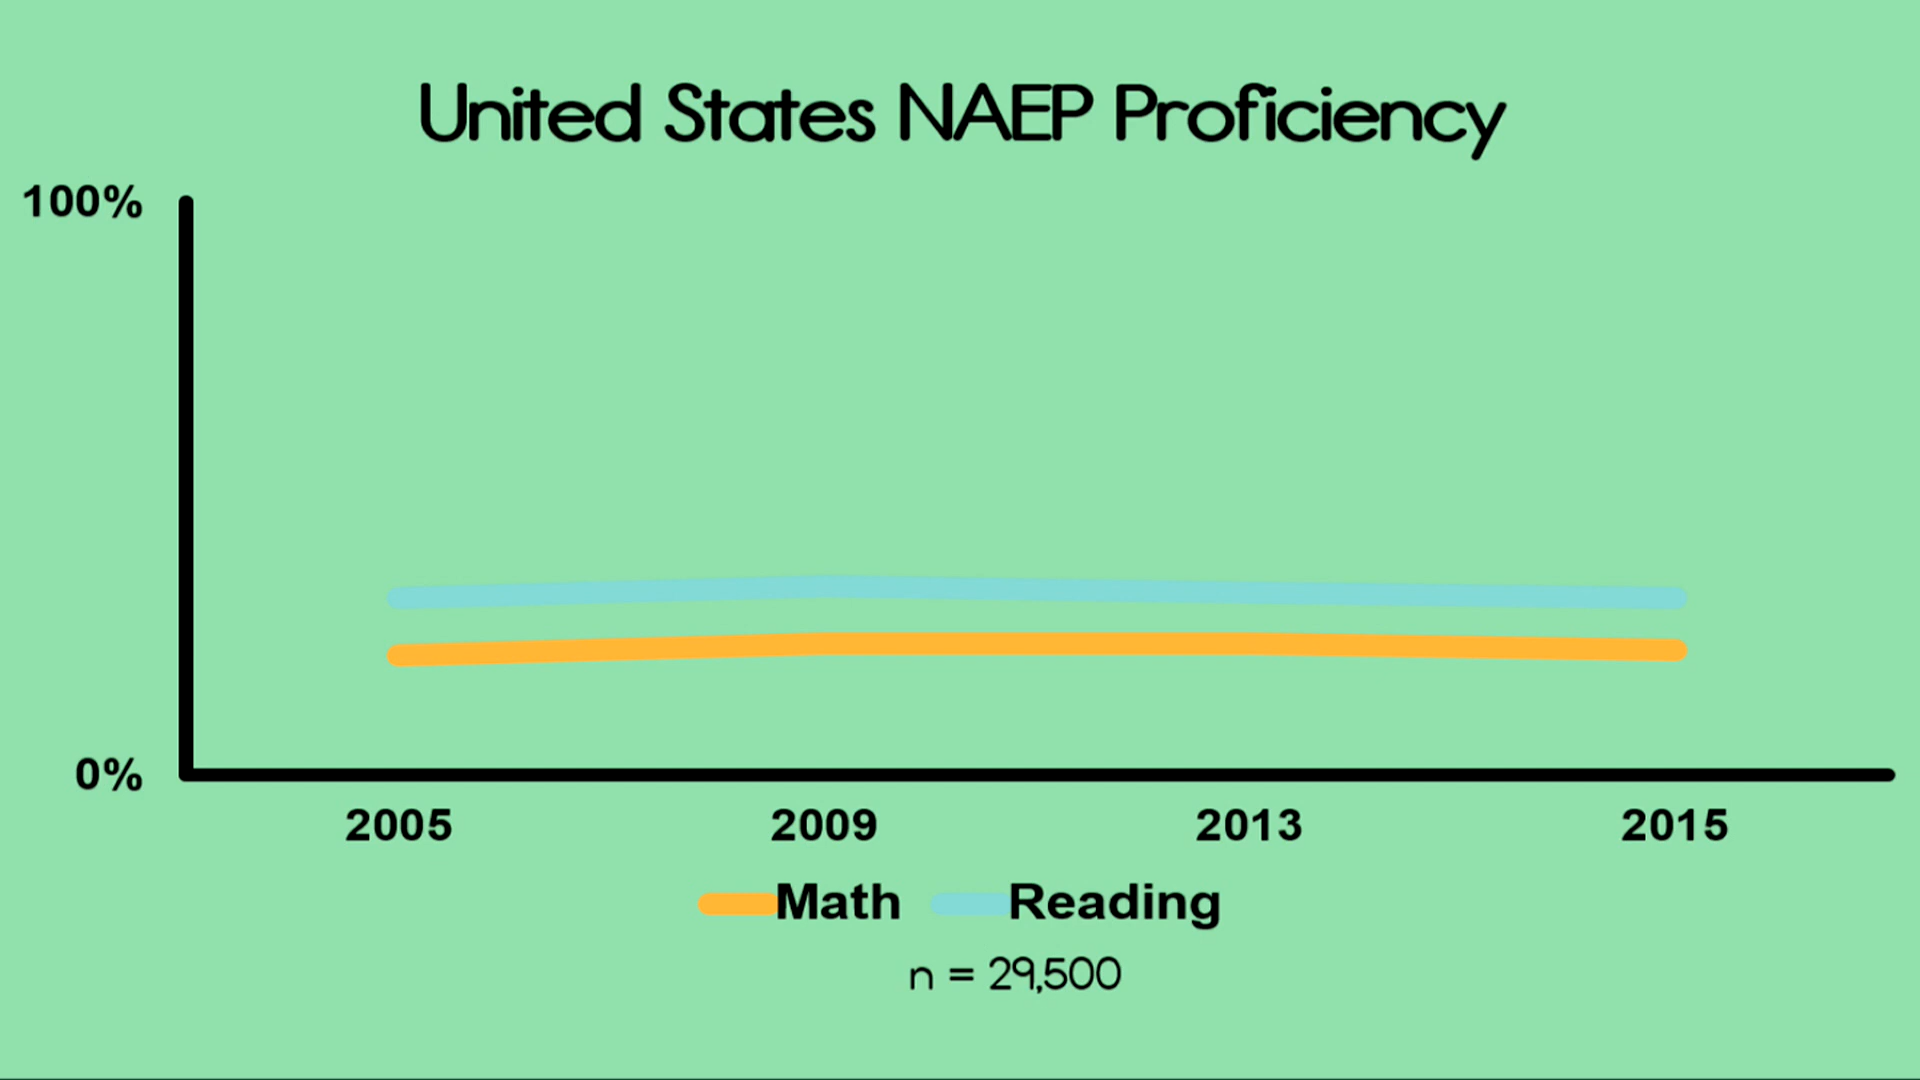 United States NAEP Proficiency
100%
0%
2005 2009 2013 2015
Math Reading
n = 29,500